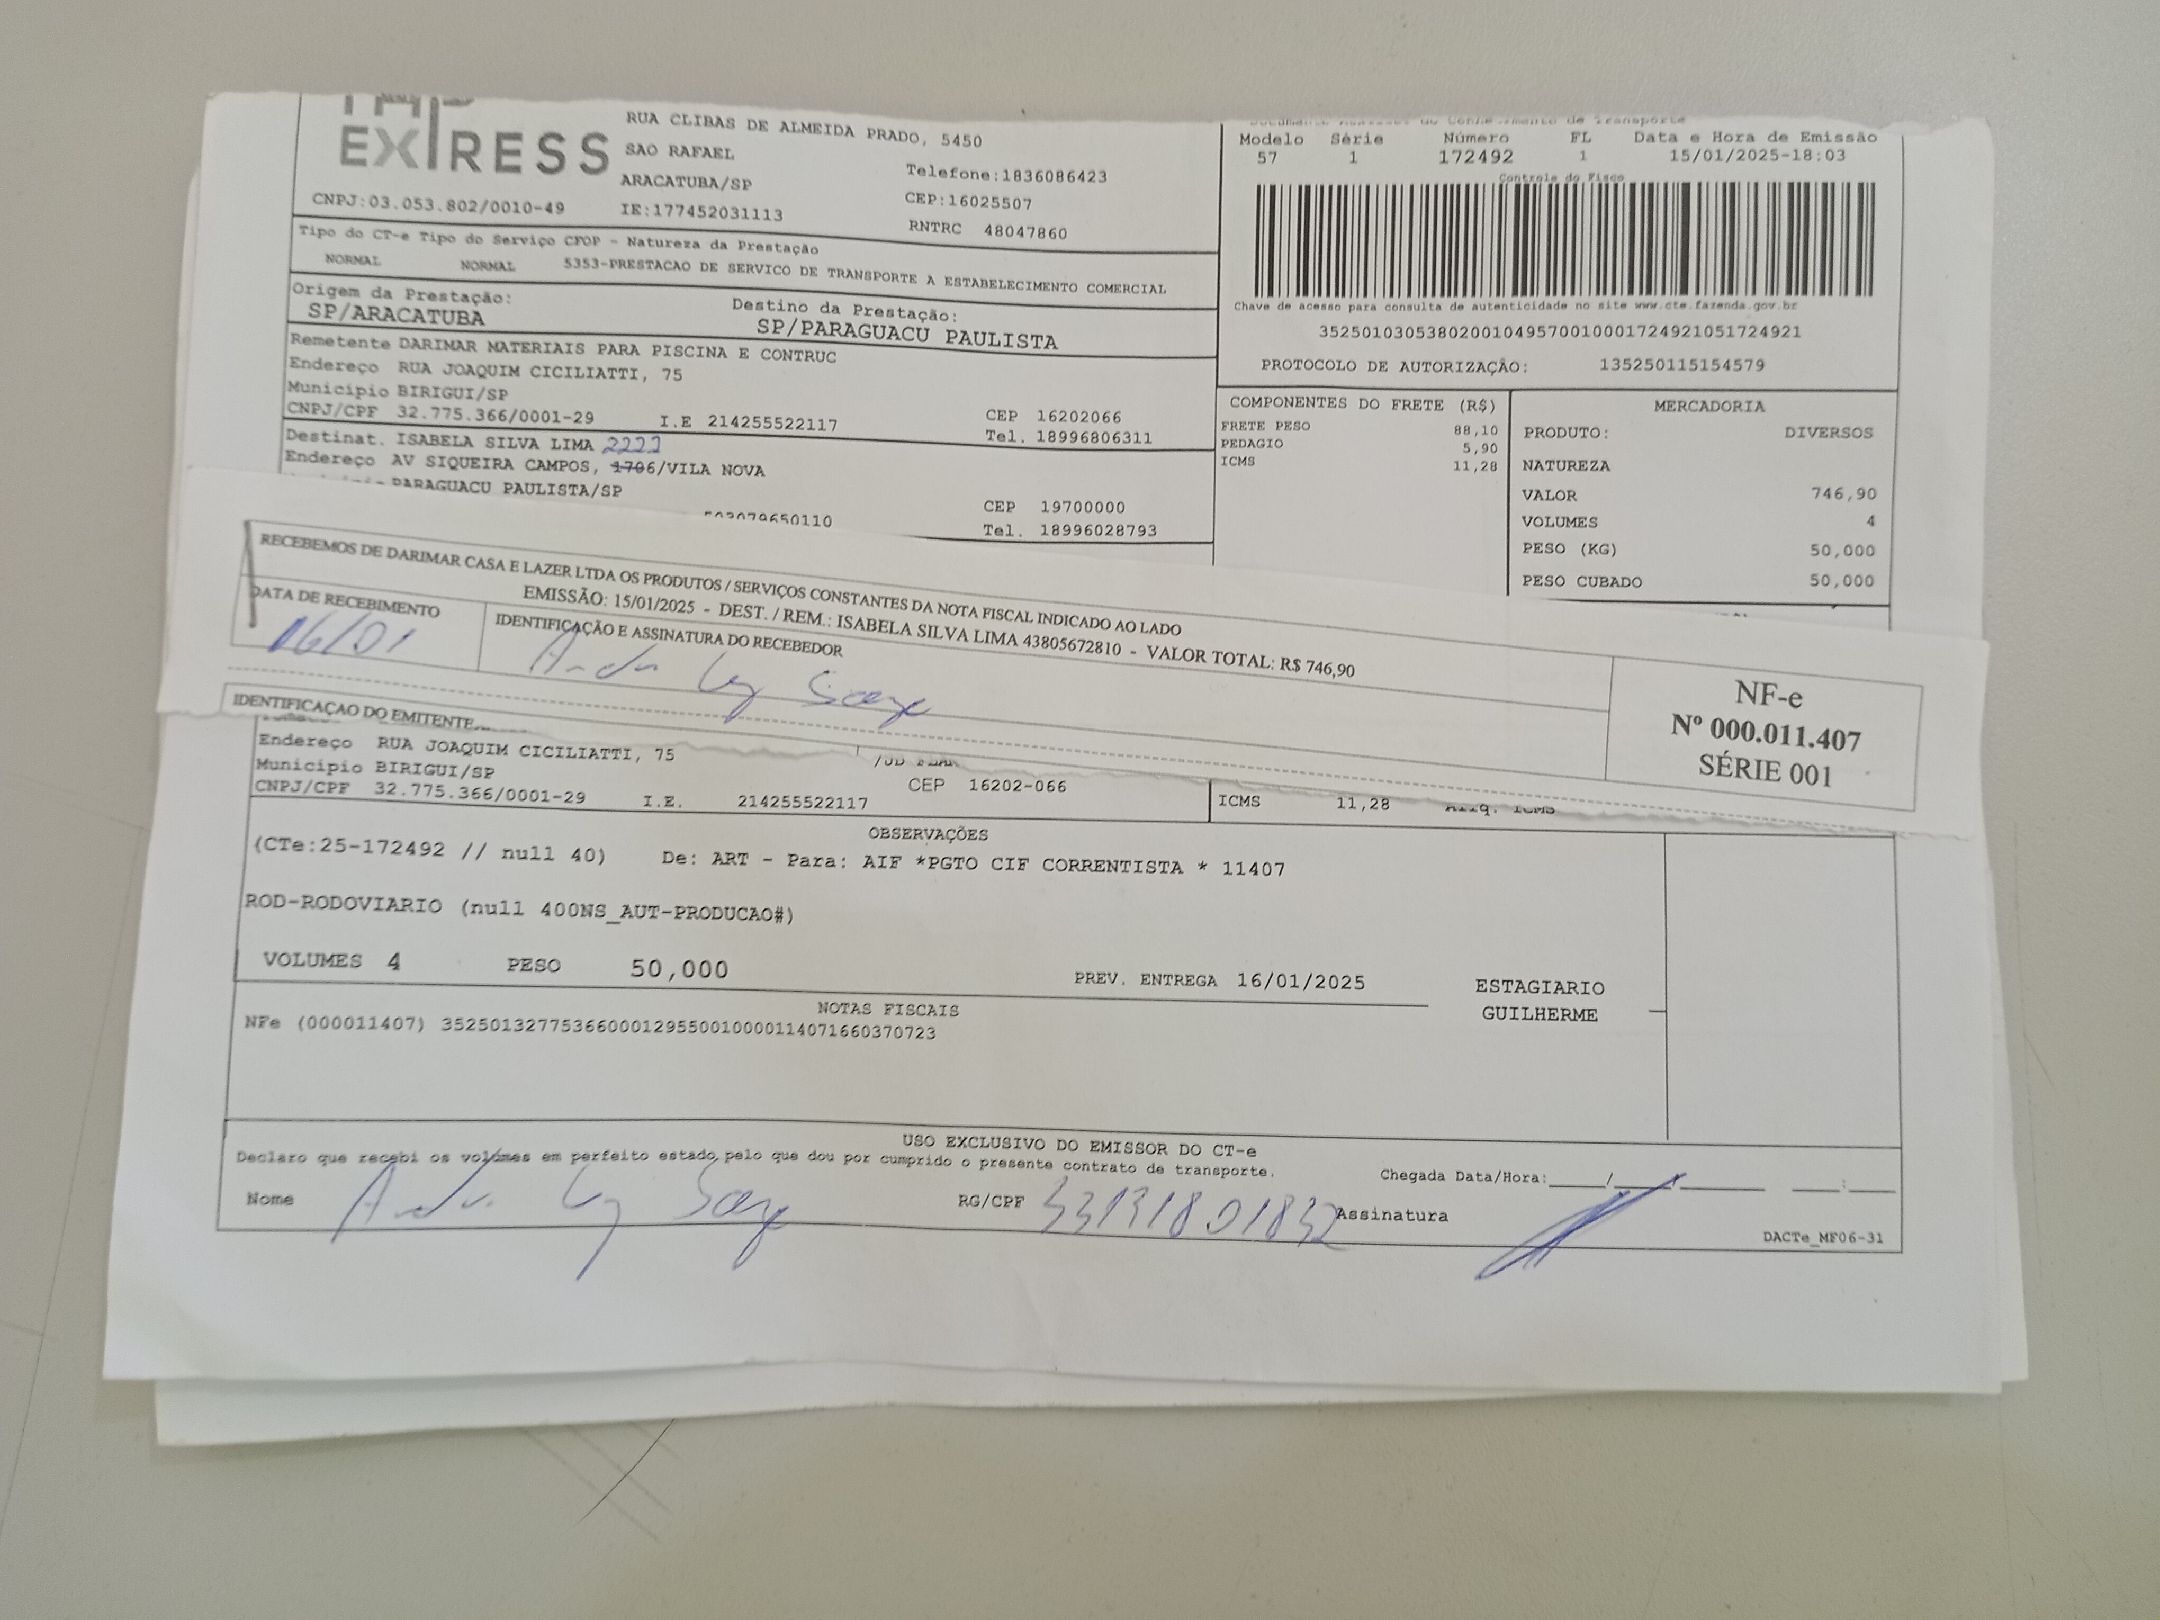 EXPRESS
RUA CLIBAS DE ALMEIDA PRADO, 5450
SAO RAFAEL
Telefone:1836086423
ARACATUBA/SP
CEP:16025507
CNPJ:03.053.802/0010-49
IE:177452031113
RNTRC 48047860
Modelo Série Número FL Data e Hora de Emissão
57 1 172492 1 15/01/2025-18:03
Controle do Fisco
Chave de acesso para consulta de autenticidade no site www.cte.fazenda.gov.br
35250103053802001049570010001724921051724921
PROTOCOLO DE AUTORIZAÇÃO: 135250115154579
Tipo do CT-e Tipo do Serviço CFOP - Natureza da Prestação
NORMAL NORMAL 5353-PRESTACAO DE SERVICO DE TRANSPORTE A ESTABELECIMENTO COMERCIAL
Origem da Prestação: Destino da Prestação:
SP/ARACATUBA SP/PARAGUACU PAULISTA
Remetente DARIMAR MATERIAIS PARA PISCINA E CONTRUC
Endereço RUA JOAQUIM CICILIATTI, 75
Município BIRIGUI/SP
CEP 16202066
CNPJ/CPF 32.775.366/0001-29 I.E 214255522117 Tel. 18996806311
Destinat. ISABELA SILVA LIMA 2222
Endereço AV SIQUEIRA CAMPOS, 1706/VILA NOVA
PARAGUACU PAULISTA/SP
CEP 19700000
Tel. 18996028793
COMPONENTES DO FRETE (R$)
FRETE PESO 88,10
PEDAGIO 5,90
ICMS 11,28
MERCADORIA
PRODUTO: DIVERSOS
NATUREZA
VALOR 746,90
VOLUMES 4
PESO (KG) 50,000
PESO CUBADO 50,000
RECEBEMOS DE DARIMAR CASA E LAZER LTDA OS PRODUTOS / SERVIÇOS CONSTANTES DA NOTA FISCAL INDICADO AO LADO
EMISSÃO: 15/01/2025 - DEST. / REM.: ISABELA SILVA LIMA 43805672810 - VALOR TOTAL: R$ 746,90
DATA DE RECEBIMENTO
IDENTIFICAÇÃO E ASSINATURA DO RECEBEDOR
16/01
NF-e
Nº 000.011.407
SÉRIE 001
IDENTIFICAÇAO DO EMITENTE
Endereço RUA JOAQUIM CICILIATTI, 75
Município BIRIGUI/SP
CEP 16202-066
CNPJ/CPF 32.775.366/0001-29 I.E. 214255522117
ICMS 11,28
OBSERVAÇÕES
(CTe:25-172492 // null 40) De: ART - Para: AIF *PGTO CIF CORRENTISTA * 11407
ROD-RODOVIARIO (null 400NS_AUT-PRODUCAO#)
VOLUMES 4 PESO 50,000 PREV. ENTREGA 16/01/2025
ESTAGIARIO
GUILHERME
NOTAS FISCAIS
NFe (000011407) 35250132775366000129550010000114071660370723
USO EXCLUSIVO DO EMISSOR DO CT-e
Declaro que recebi os volumes em perfeito estado pelo que dou por cumprido o presente contrato de transporte.
Chegada Data/Hora:____/____/______ ___:___
Nome
RG/CPF
Assinatura
DACTe_MF06-31